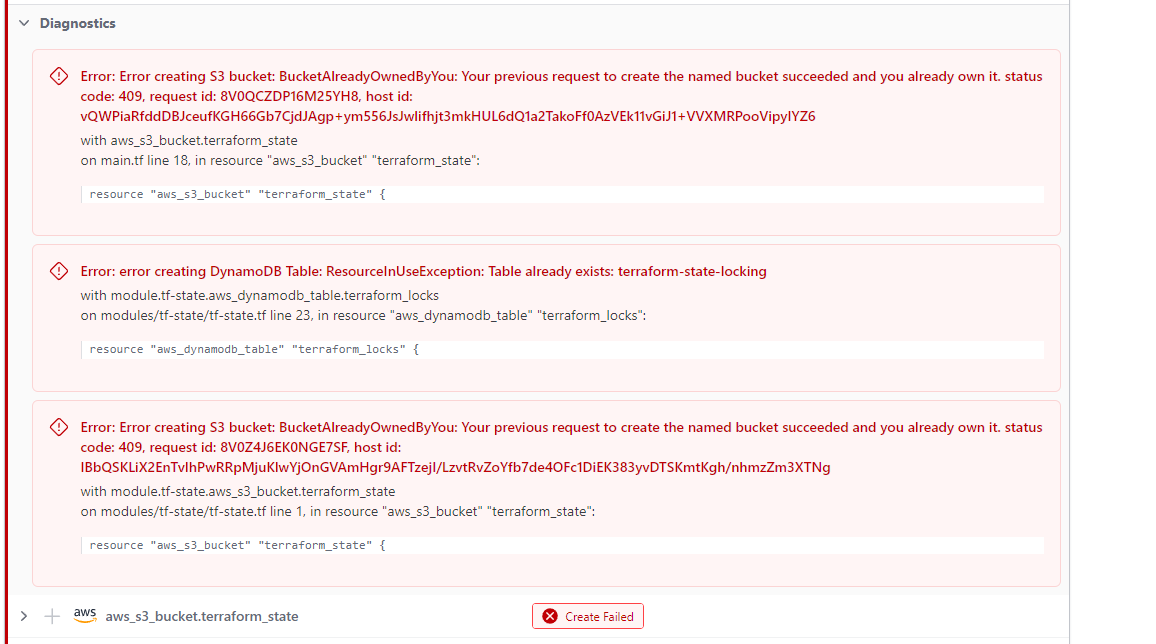 Diagnostics
Error: Error creating S3 bucket: BucketAlreadyOwnedByYou: Your previous request to create the named bucket succeeded and you already own it. status
code: 409, request id: 8V0QCZDP16M25YH8, host id:
vQWPiaRfddDBJceufKGH66Gb7CjdJAgp+ym556JsJwIifhjt3mkHUL6dQ1a2TakoFf0AzVEk11vGiJ1+VVXMRPooVipyIYZ6
with aws_s3_bucket.terraform_state
on main.tf line 18, in resource "aws_s3_bucket" "terraform_state":
resource "aws_s3_bucket" "terraform_state" {
Error: error creating DynamoDB Table: ResourceInUseException: Table already exists: terraform-state-locking
with module.tf-state.aws_dynamodb_table.terraform_locks
on modules/tf-state/tf-state.tf line 23, in resource "aws_dynamodb_table" "terraform_locks":
resource "aws_dynamodb_table" "terraform_locks" {
Error: Error creating S3 bucket: BucketAlreadyOwnedByYou: Your previous request to create the named bucket succeeded and you already own it. status
code: 409, request id: 8V0Z4J6EK0NGE7SF, host id:
IBbQSKLiX2EnTvIhPwRRpMjuKIwYjOnGVAmHgr9AFTzejI/LzvtRvZoYfb7de4OFc1DiEK383yvDTSKmtKgh/nhmzZm3XTNg
with module.tf-state.aws_s3_bucket.terraform_state
on modules/tf-state/tf-state.tf line 1, in resource "aws_s3_bucket" "terraform_state":
resource "aws_s3_bucket" "terraform_state" {
aws aws_s3_bucket.terraform_state Create Failed